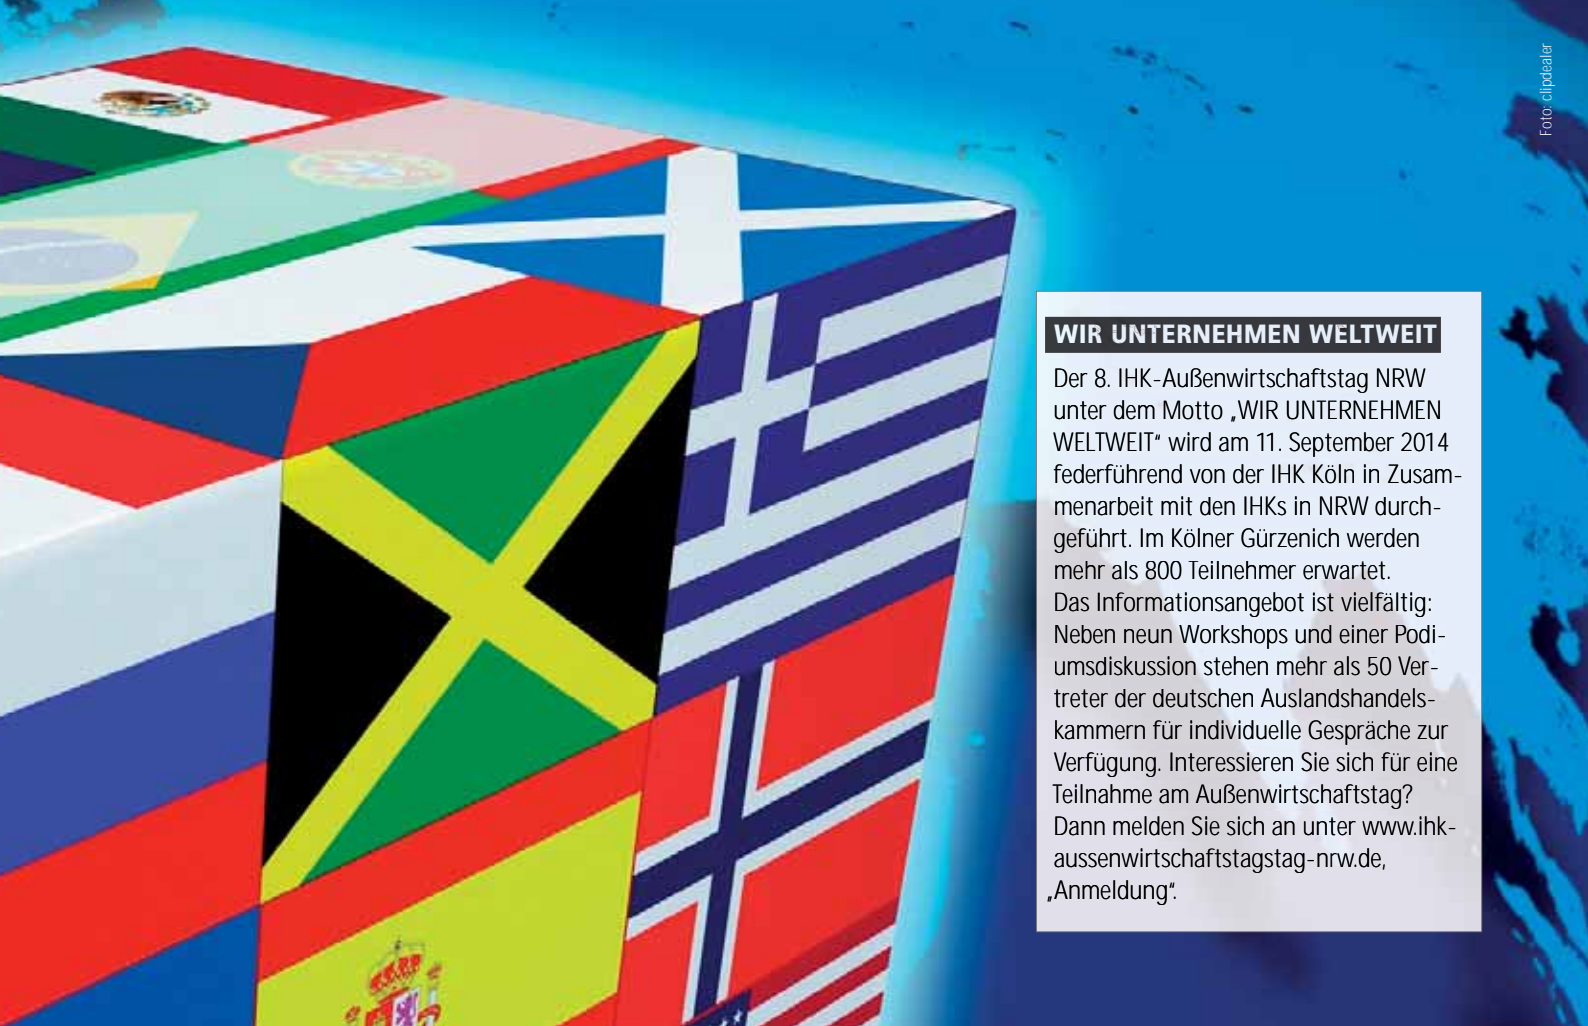 Foto: clipdealer
WIR UNTERNEHMEN WELTWEIT
Der 8. IHK-Außenwirtschaftstag NRW
unter dem Motto „WIR UNTERNEHMEN
WELTWEIT“ wird am 11. September 2014
federführend von der IHK Köln in Zusam-
menarbeit mit den IHKs in NRW durch-
geführt. Im Kölner Gürzenich werden
mehr als 800 Teilnehmer erwartet.
Das Informationsangebot ist vielfältig:
Neben neun Workshops und einer Podi-
umsdiskussion stehen mehr als 50 Ver-
treter der deutschen Auslandshandels-
kammern für individuelle Gespräche zur
Verfügung. Interessieren Sie sich für eine
Teilnahme am Außenwirtschaftstag?
Dann melden Sie sich an unter www.ihk-
aussenwirtschaftstagstag-nrw.de,
„Anmeldung“.